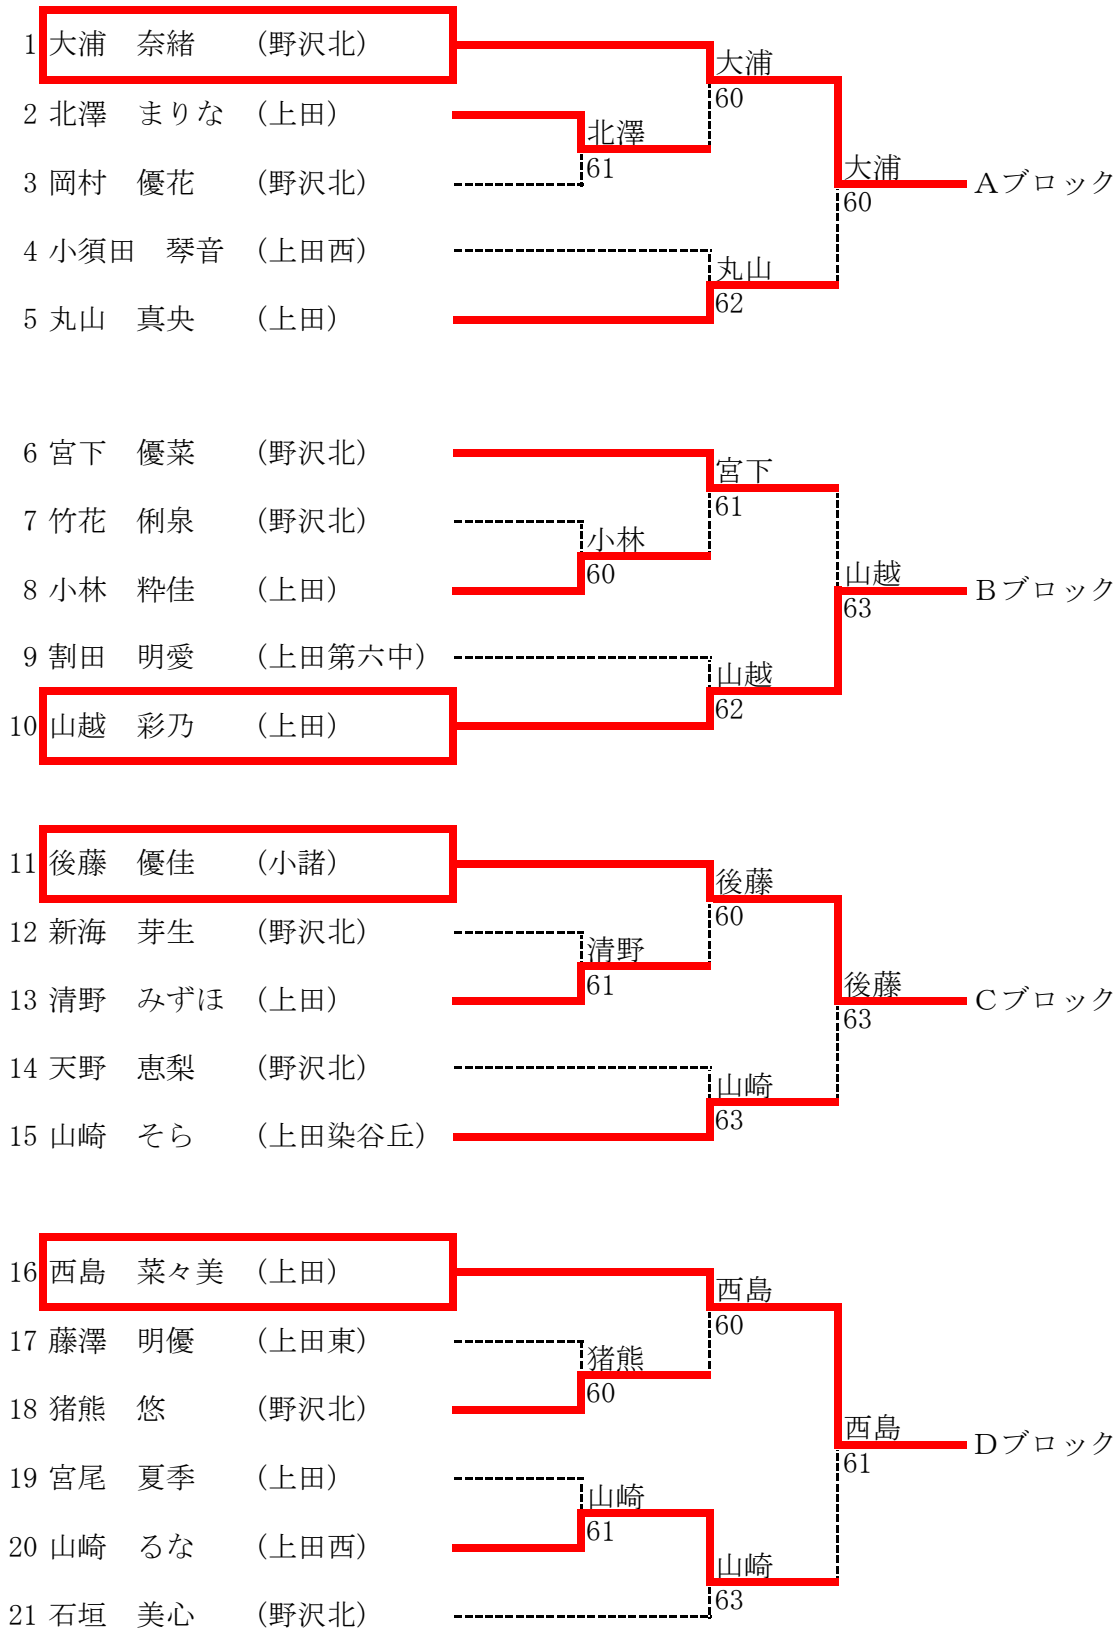 1 大浦　奈緒　（野沢北）
大浦
60
2 北澤　まりな （上田）
北澤
61
大浦
60
Aブロック
3 岡村　優花　（野沢北）
4 小須田　琴音 （上田西）
丸山
62
5 丸山　真央　（上田）
6 宮下　優菜　（野沢北）
宮下
61
7 竹花　俐泉　（野沢北）
小林
60
山越
63
Bブロック
8 小林　粋佳　（上田）
9 割田　明愛　（上田第六中）
山越
62
10 山越　彩乃　（上田）
11 後藤　優佳　（小諸）
後藤
60
12 新海　芽生　（野沢北）
清野
61
後藤
63
Cブロック
13 清野　みずほ （上田）
14 天野　恵梨　（野沢北）
山崎
63
15 山崎　そら　（上田染谷丘）
16 西島　菜々美 （上田）
西島
60
17 藤澤　明優　（上田東）
猪熊
60
18 猪熊　悠　（野沢北）
西島
61
Dブロック
19 宮尾　夏季　（上田）
山崎
61
20 山崎　るな　（上田西）
山崎
63
21 石垣　美心　（野沢北）